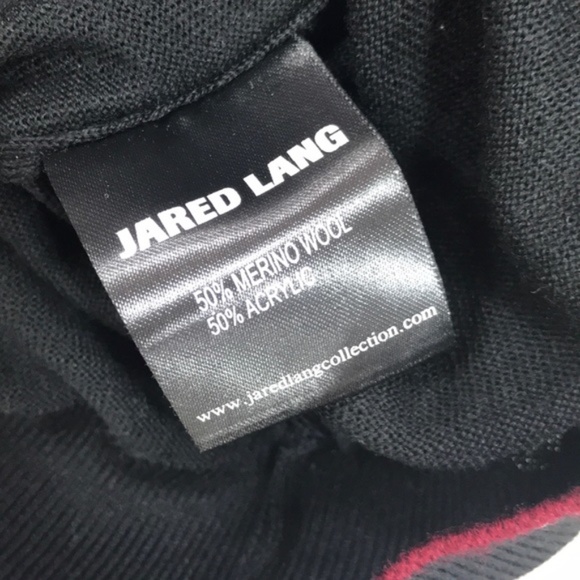 JARED LANG
50% MERINO WOOL
50% ACRYLIC
www.jaredlangcollection.com